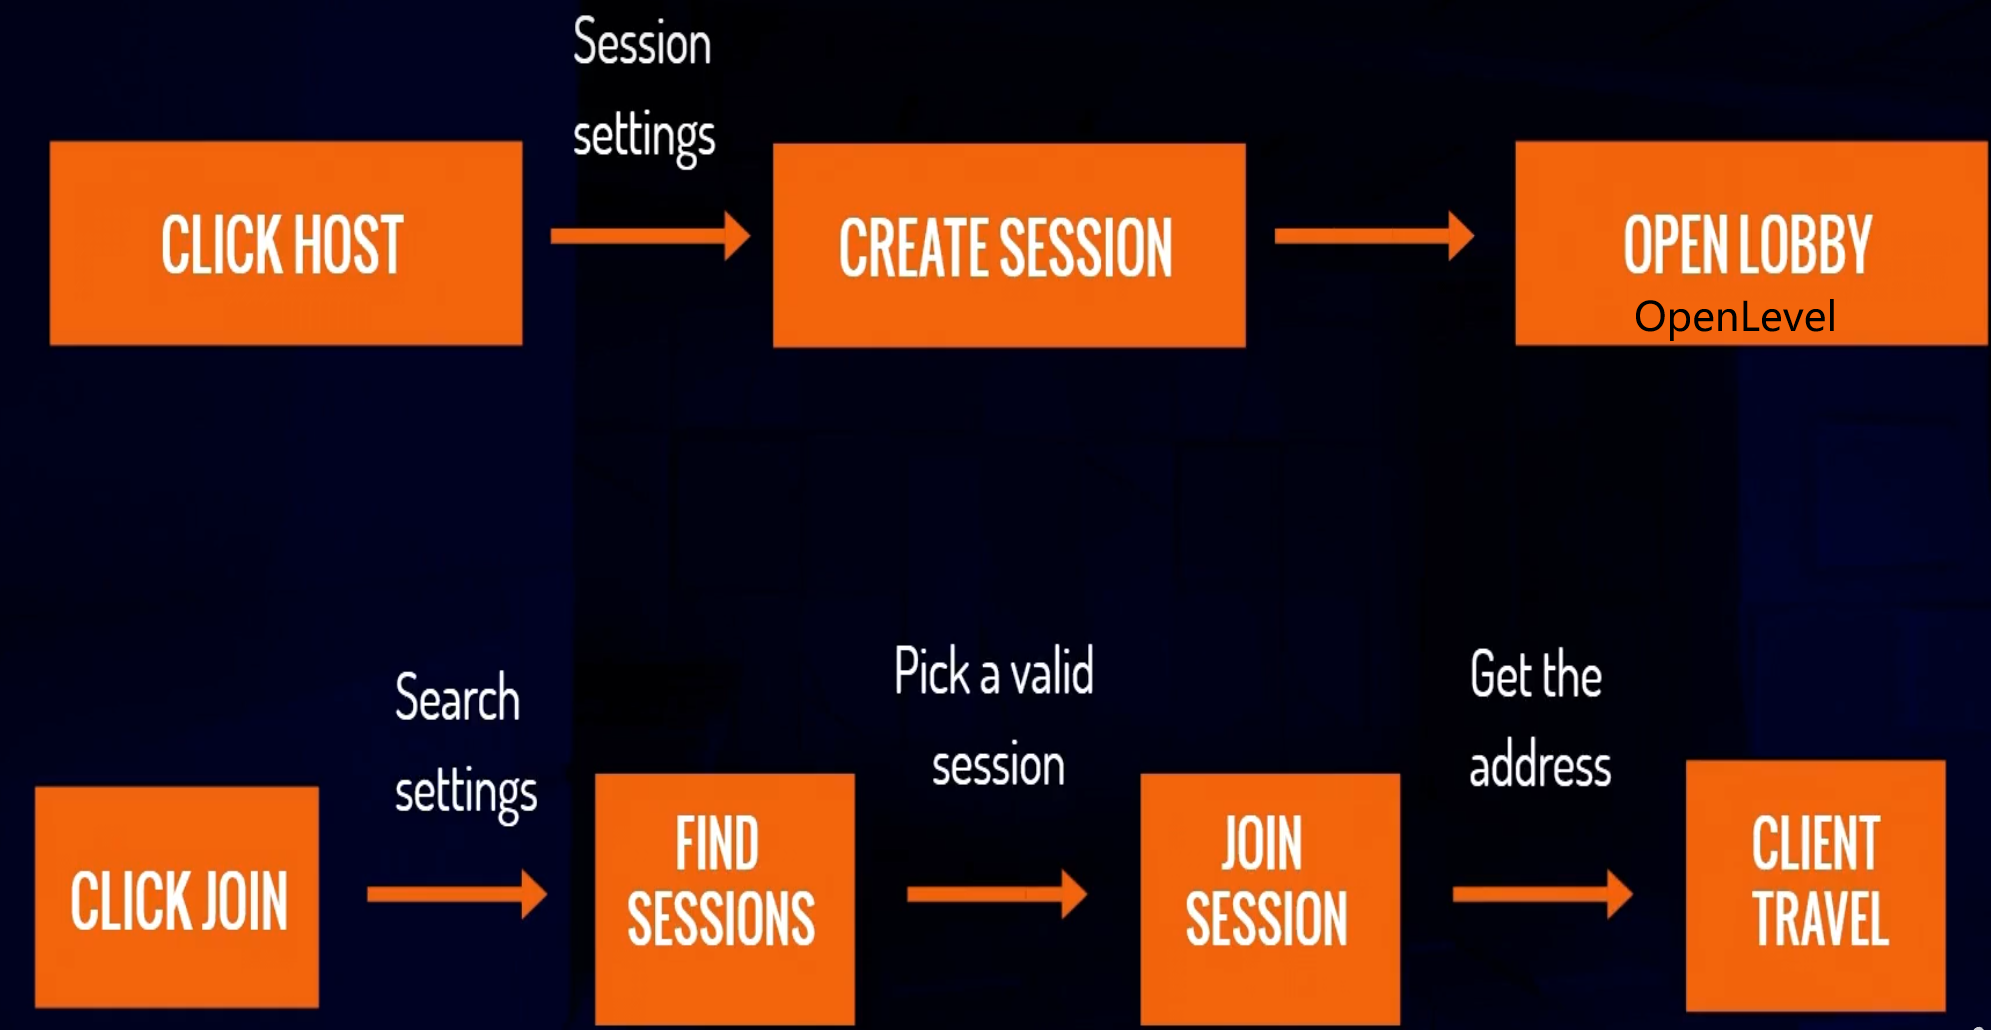 Session
settings
CLICK HOST
CREATE SESSION
OPEN LOBBY
OpenLevel
Search
settings
Pick a valid
session
Get the
address
CLICK JOIN
FIND
SESSIONS
JOIN
SESSION
CLIENT
TRAVEL